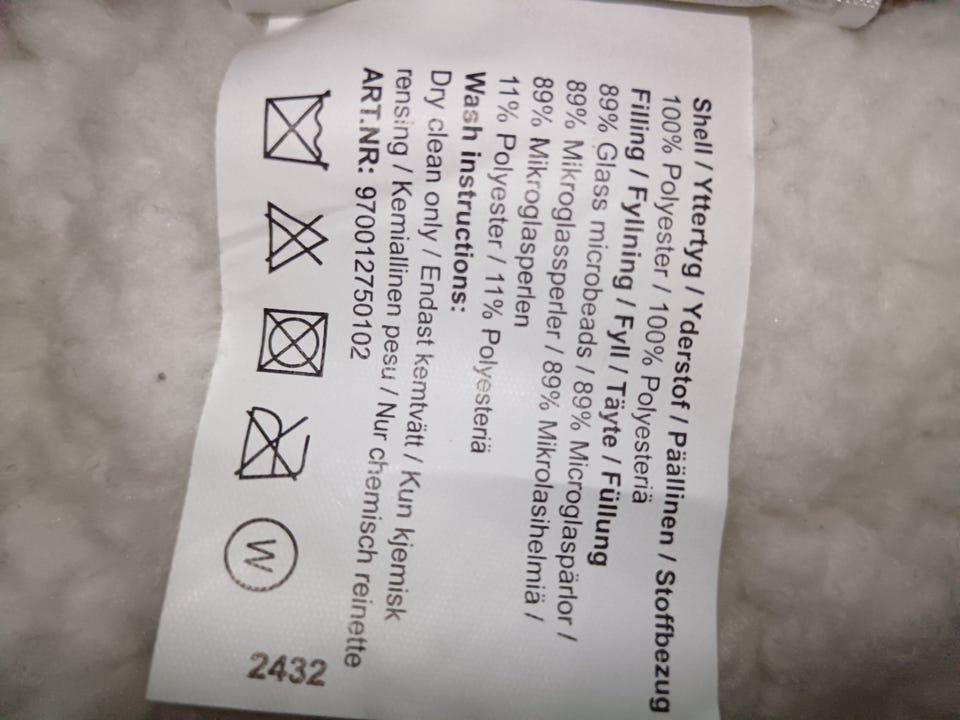 Shell / Yttertyg / Yderstof / Päällinen / Stoffbezug
100% Polyester / 100% Polyesteriä
Filling / Fyllning / Fyll / Täyte / Füllung
89% Glass microbeads / 89% Microglaspärlor /
89% Mikroglassperler / 89% Mikrolasihelmiä /
89% Mikroglasperlen
11% Polyester / 11% Polyesteriä
Wash instructions:
Dry clean only / Endast kemtvätt / Kun kjemisk
rensing / Kemiallinen pesu / Nur chemisch reinette
ART.NR: 970012750102
W
2432